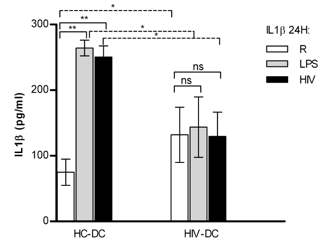 IL1β 24H:
R
LPS
HIV
*
**
**
*
*
ns
ns
IL1β (pg/ml)
300
200
100
0
HC-DC
HIV-DC